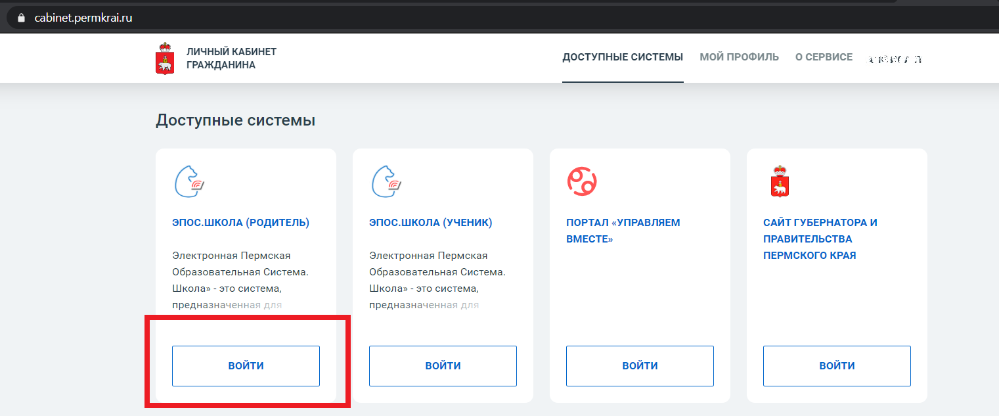 cabinet.permkrai.ru
ЛИЧНЫЙ КАБИНЕТ
ГРАЖДАНИНА
ДОСТУПНЫЕ СИСТЕМЫ
МОЙ ПРОФИЛЬ
О СЕРВИСЕ
Доступные системы
ЭПОС.ШКОЛА (РОДИТЕЛЬ)
Электронная Пермская
Образовательная Система.
Школа» - это система,
предназначенная для
ВОЙТИ
ЭПОС.ШКОЛА (УЧЕНИК)
Электронная Пермская
Образовательная Система.
Школа» - это система,
предназначенная для
ВОЙТИ
ПОРТАЛ «УПРАВЛЯЕМ
ВМЕСТЕ»
ВОЙТИ
САЙТ ГУБЕРНАТОРА И
ПРАВИТЕЛЬСТВА
ПЕРМСКОГО КРАЯ
ВОЙТИ